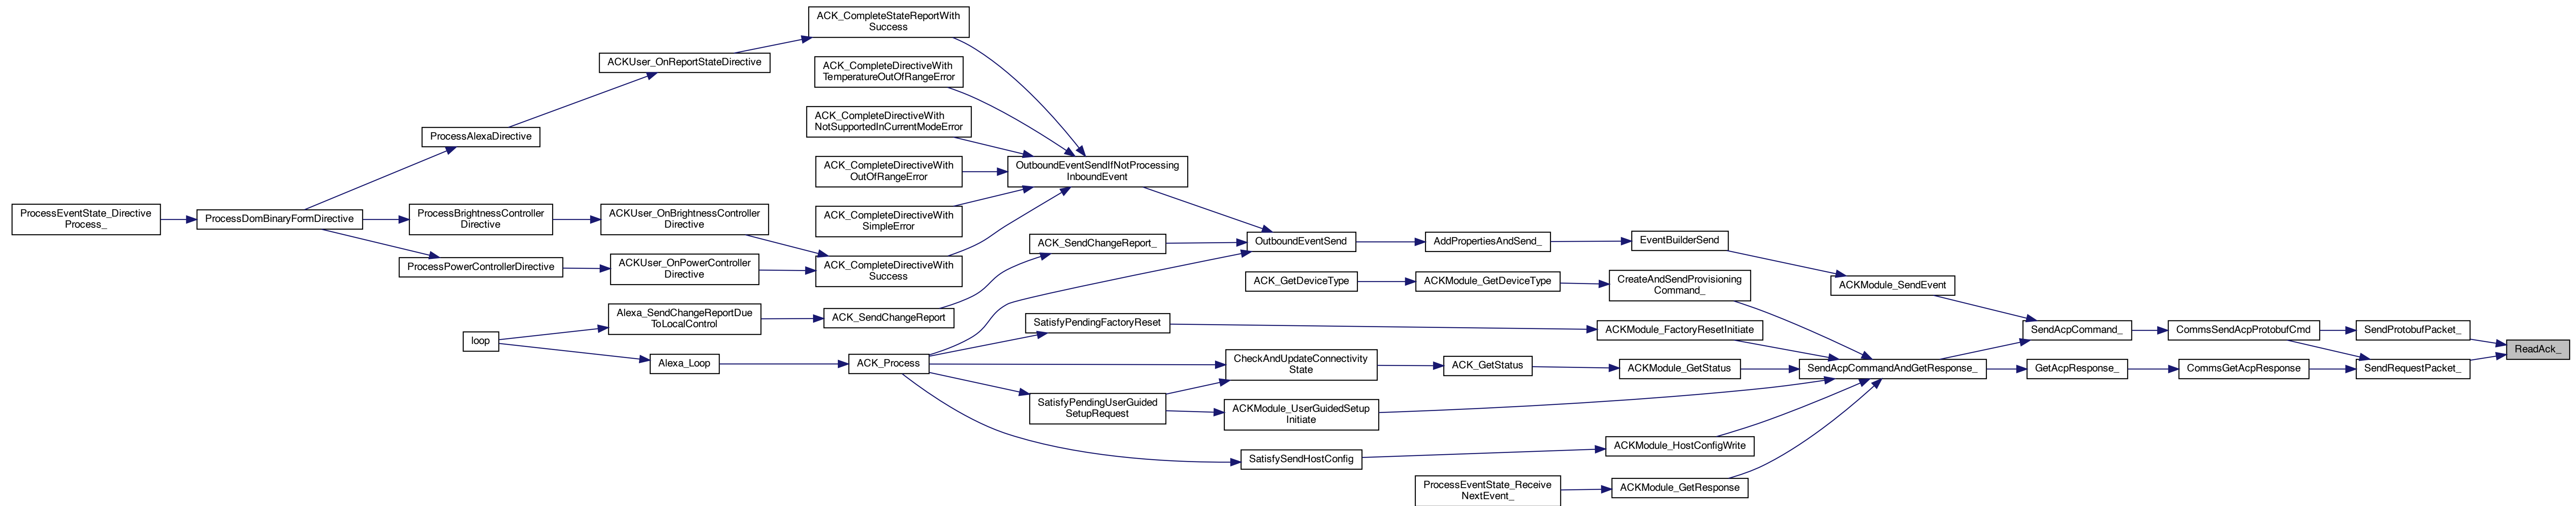 ACK_CompleteStateReportWith
Success
ACKUser_OnReportStateDirective
ACK_CompleteDirectiveWith
TemperatureOutOfRangeError
ACK_CompleteDirectiveWith
NotSupportedInCurrentModeError
ProcessAlexaDirective
ACK_CompleteDirectiveWith
OutOfRangeError
OutboundEventSendIfNotProcessing
InboundEvent
ProcessEventState_Directive
Process_
ProcessDomBinaryFormDirective
ProcessBrightnessController
Directive
ACKUser_OnBrightnessController
Directive
ACK_CompleteDirectiveWith
SimpleError
ACK_SendChangeReport_
OutboundEventSend
AddPropertiesAndSend_
EventBuilderSend
ProcessPowerControllerDirective
ACKUser_OnPowerController
Directive
ACK_CompleteDirectiveWith
Success
ACK_GetDeviceType
ACKModule_GetDeviceType
CreateAndSendProvisioning
Command_
ACKModule_SendEvent
Alexa_SendChangeReportDue
ToLocalControl
ACK_SendChangeReport
SatisfyPendingFactoryReset
ACKModule_FactoryResetInitiate
SendAcpCommand_
CommsSendAcpProtobufCmd
SendProtobufPacket_
loop
ReadAck_
Alexa_Loop
ACK_Process
CheckAndUpdateConnectivity
State
ACK_GetStatus
ACKModule_GetStatus
SendAcpCommandAndGetResponse_
GetAcpResponse_
CommsGetAcpResponse
SendRequestPacket_
SatisfyPendingUserGuided
SetupRequest
ACKModule_UserGuidedSetup
Initiate
ACKModule_HostConfigWrite
SatisfySendHostConfig
ProcessEventState_Receive
NextEvent_
ACKModule_GetResponse